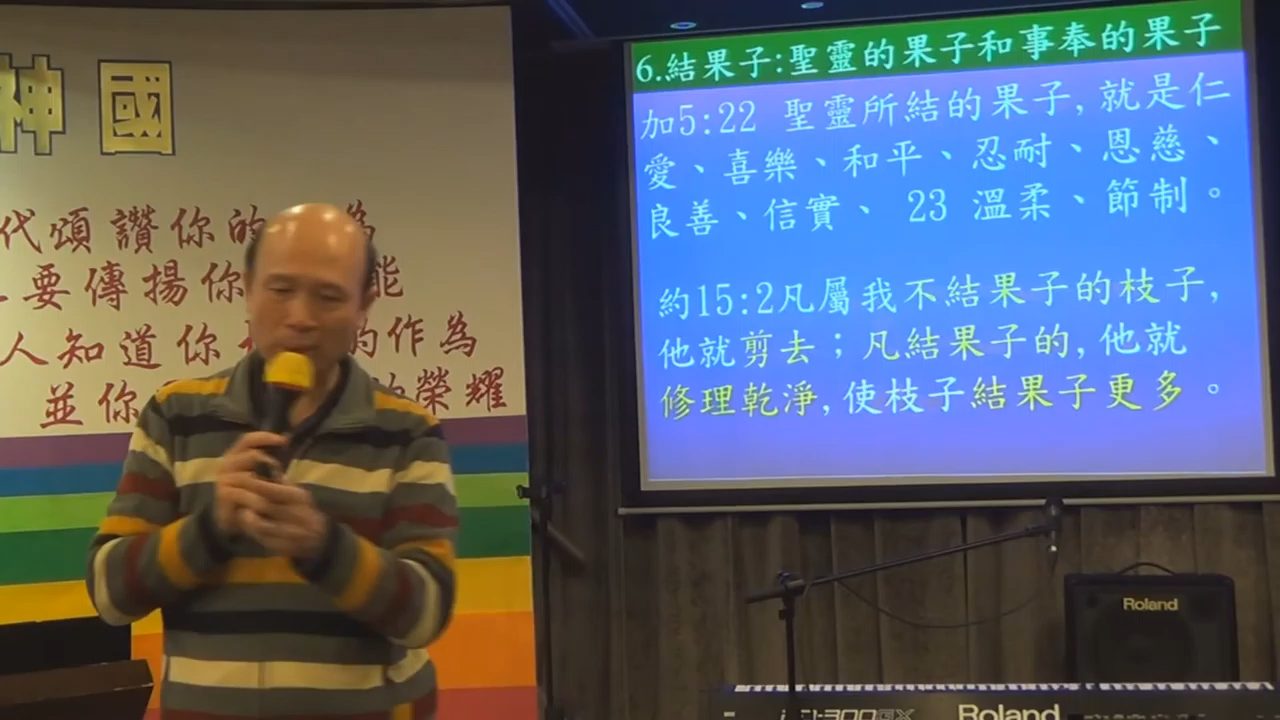 神國
代頌讚你的
要傳揚你 能
人知道你 的作為
並你 的榮耀
6.結果子:聖靈的果子和事奉的果子
加5:22 聖靈所結的果子,就是仁
愛、喜樂、和平、忍耐、恩慈、
良善、信實、 23 溫柔、節制。
約15:2凡屬我不結果子的枝子,
他就剪去；凡結果子的,他就
修理乾淨,使枝子結果子更多。
Roland
Roland